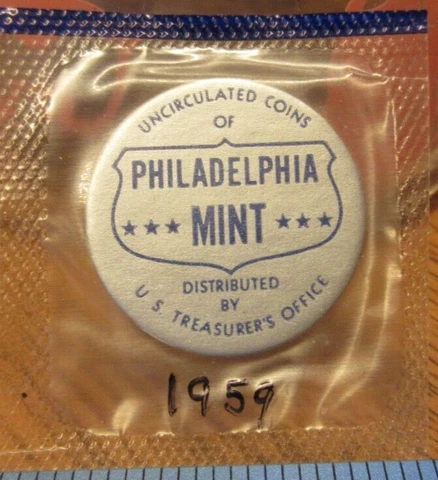 UNCIRCULATED COINS
OF
PHILADELPHIA
★★★ MINT ★★★
DISTRIBUTED
BY
U.S. TREASURER'S OFFICE
1959